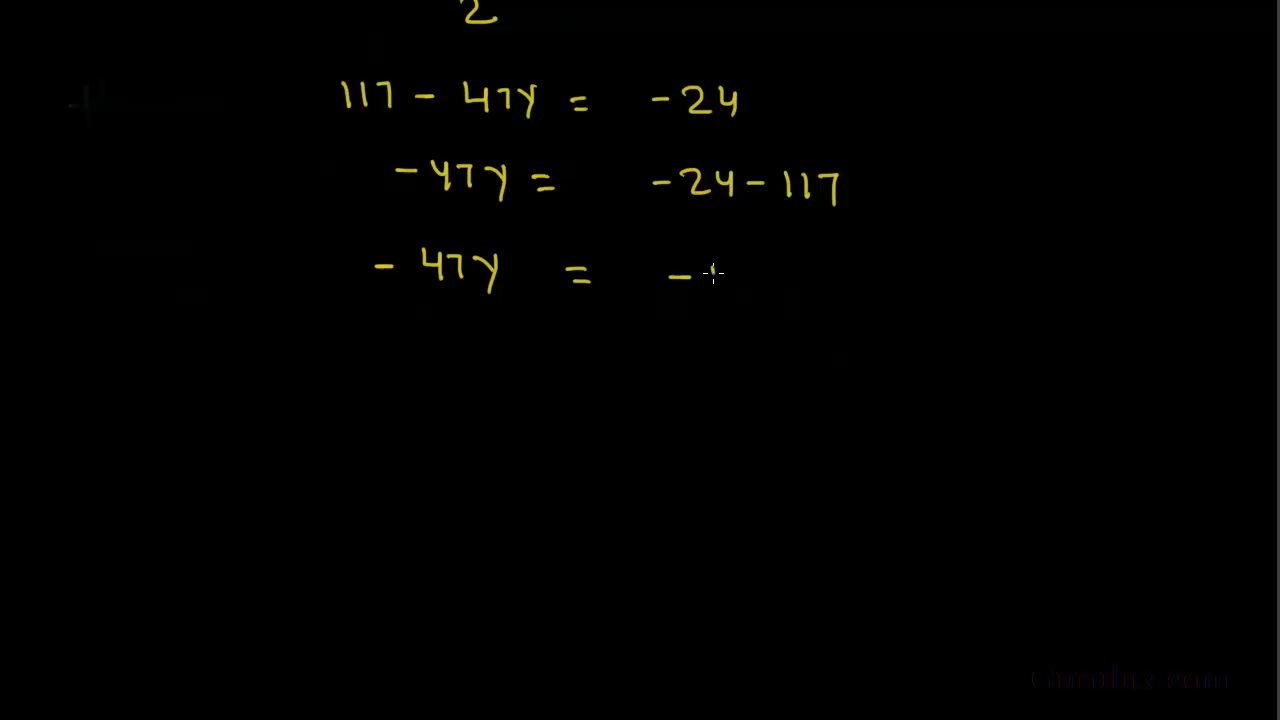 2
117 - 47y = -24
-47y = -24 - 117
- 47y = -